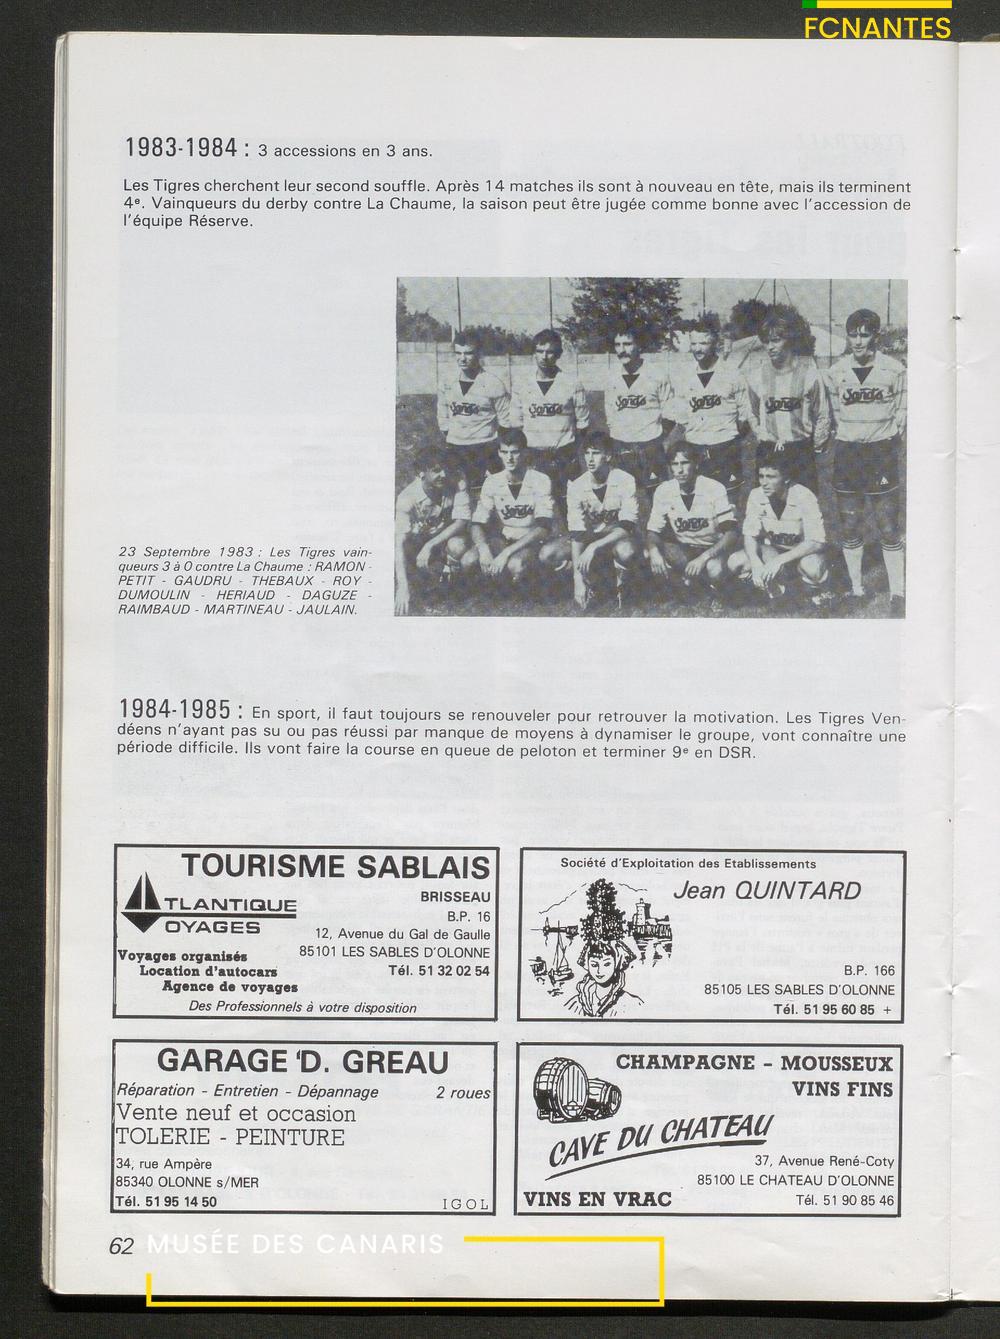 FCNANTES
1983-1984 : 3 accessions en 3 ans.
Les Tigres cherchent leur second souffle. Après 14 matches ils sont à nouveau en tête, mais ils terminent
4e. Vainqueurs du derby contre La Chaume, la saison peut être jugée comme bonne avec l'accession de
l'équipe Réserve.
23 Septembre 1983 : Les Tigres vain-
queurs 3 à 0 contre La Chaume : RAMON -
PETIT - GAUDRU - THEBAUX - ROY -
DUMOULIN - HERIAUD - DAGUZE -
RAIMBAUD - MARTINEAU - JAULAIN.
1984-1985 : En sport, il faut toujours se renouveler pour retrouver la motivation. Les Tigres Ven-
déens n'ayant pas su ou pas réussi par manque de moyens à dynamiser le groupe, vont connaître une
période difficile. Ils vont faire la course en queue de peloton et terminer 9e en DSR.
TOURISME SABLAIS
ATLANTIQUE
VOYAGES
BRISSEAU
B.P. 16
12, Avenue du Gal de Gaulle
85101 LES SABLES D'OLONNE
Tél. 51 32 02 54
Voyages organisés
Location d'autocars
Agence de voyages
Des Professionnels à votre disposition
Société d'Exploitation des Etablissements
Jean QUINTARD
B.P. 166
85105 LES SABLES D'OLONNE
Tél. 51 95 60 85 +
GARAGE 'D. GREAU
Réparation - Entretien - Dépannage 2 roues
Vente neuf et occasion
TOLERIE - PEINTURE
34, rue Ampère
85340 OLONNE s/MER
Tél. 51 95 14 50
IGOL
CHAMPAGNE - MOUSSEUX
VINS FINS
CAVE DU CHATEAU
37, Avenue René-Coty
85100 LE CHATEAU D'OLONNE
VINS EN VRAC
Tél. 51 90 85 46
62
MUSÉE DES CANARIS